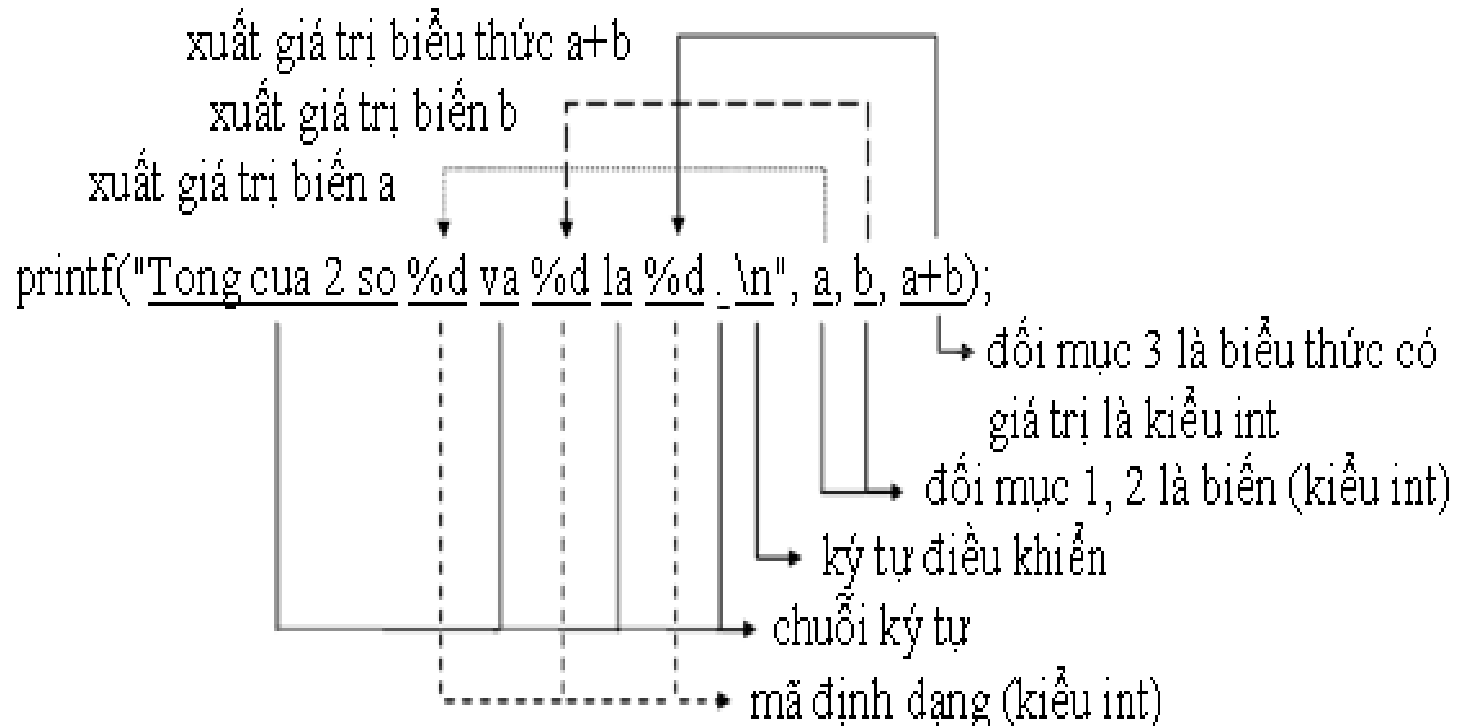 xuất giá trị biểu thức a+b
xuất giá trị biến b
xuất giá trị biến a
printf("Tong cua 2 so %d va %d la %d . \n", a, b, a+b);
đối mục 3 là biểu thức có
giá trị là kiểu int
đối mục 1, 2 là biến (kiểu int)
ký tự điều khiển
chuỗi ký tự
mã định dạng (kiểu int)